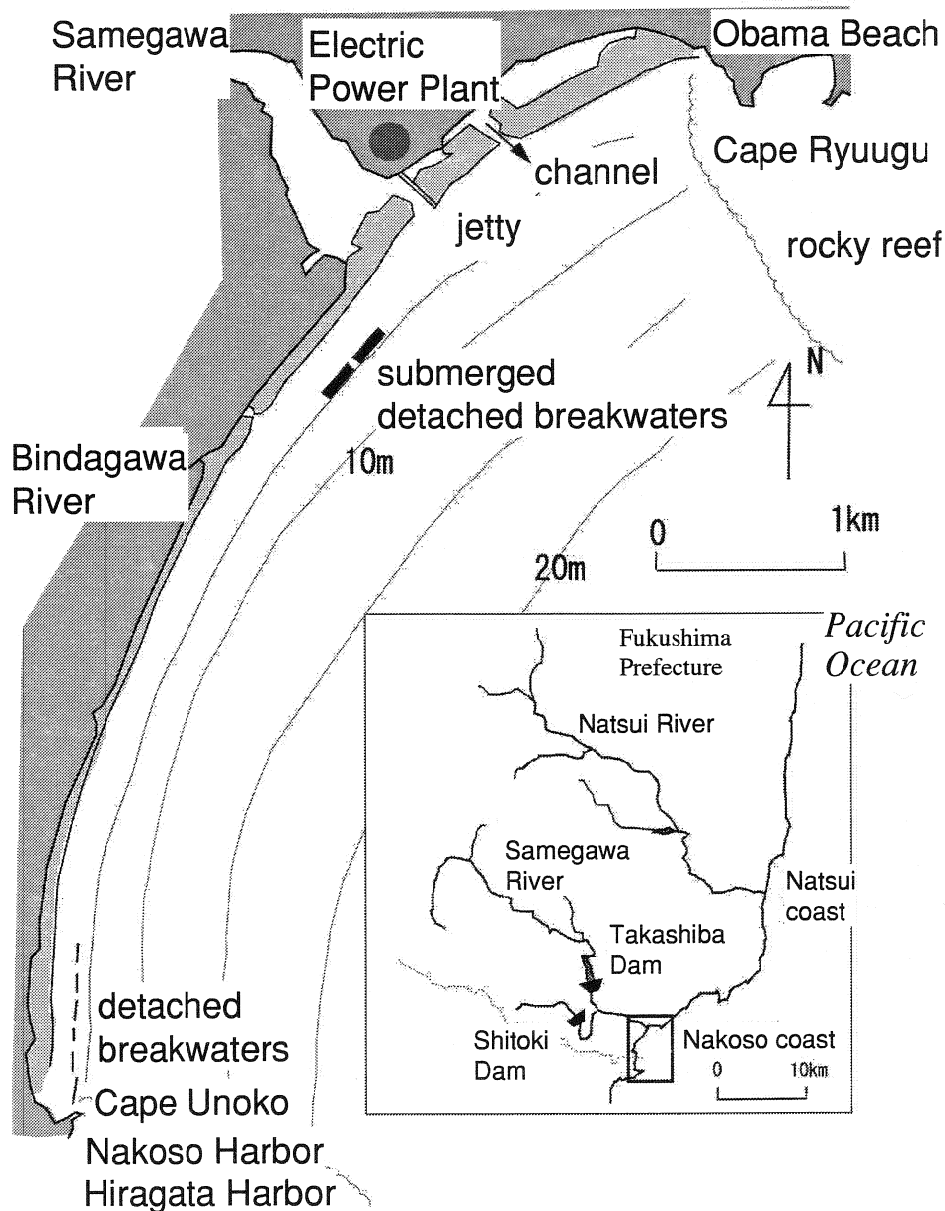 Samegawa
River
Electric
Power Plant
Obama Beach
channel
Cape Ryuugu
jetty
rocky reef
N
submerged
detached breakwaters
10m
Bindagawa
River
0
1km
20m
Pacific
Ocean
Fukushima
Prefecture
Natsui River
Samegawa
River
Natsui
coast
Takashiba
Dam
Shitoki
Dam
Nakoso coast
0
10km
detached
breakwaters
Cape Unoko
Nakoso Harbor
Hiragata Harbor